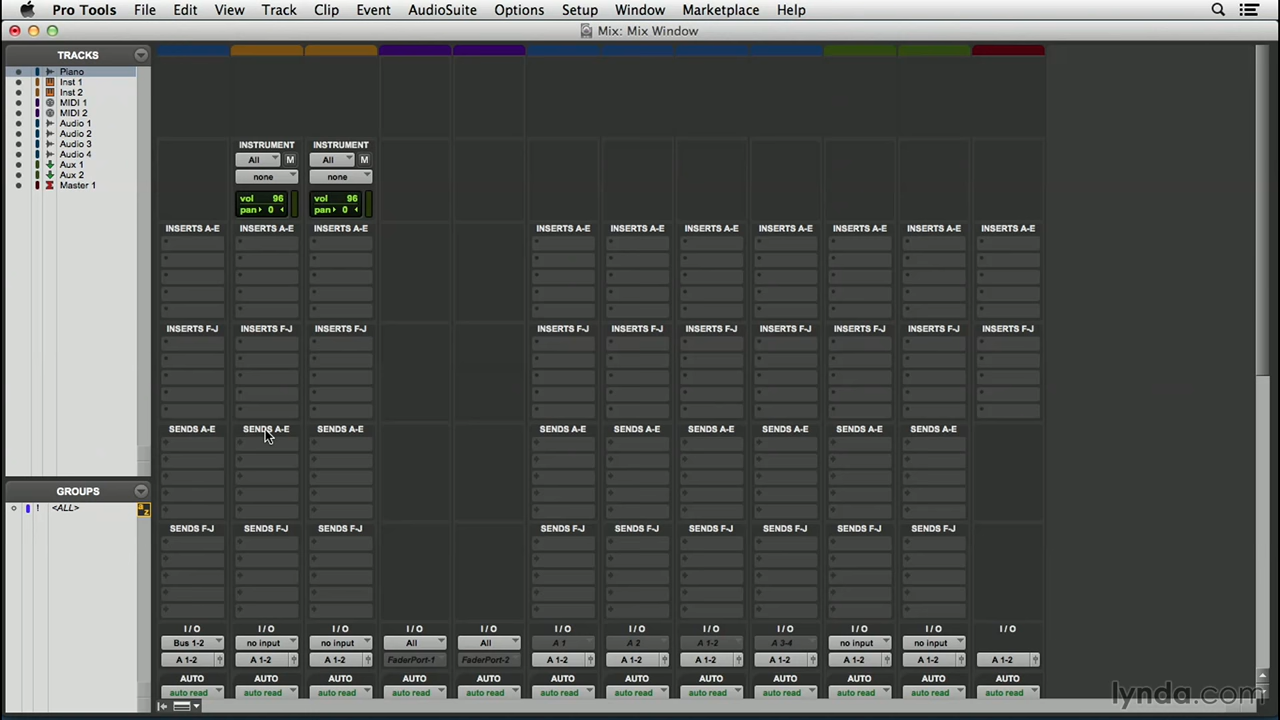 Pro Tools File Edit View Track Clip Event AudioSuite Options Setup Window Marketplace Help
Mix: Mix Window
TRACKS
Piano
Inst 1
Inst 2
MIDI 1
MIDI 2
Audio 1
Audio 2
Audio 3
Audio 4
Aux 1
Aux 2
Master 1
GROUPS
! <ALL>
a z
INSTRUMENT INSTRUMENT
All M All M
none none
vol 96 vol 96
pan 0 pan 0
INSERTS A-E INSERTS A-E INSERTS A-E INSERTS A-E INSERTS A-E INSERTS A-E INSERTS A-E INSERTS A-E INSERTS A-E INSERTS A-E
INSERTS F-J INSERTS F-J INSERTS F-J INSERTS F-J INSERTS F-J INSERTS F-J INSERTS F-J INSERTS F-J INSERTS F-J INSERTS F-J
SENDS A-E SENDS A-E SENDS A-E SENDS A-E SENDS A-E SENDS A-E SENDS A-E SENDS A-E SENDS A-E
SENDS F-J SENDS F-J SENDS F-J SENDS F-J SENDS F-J SENDS F-J SENDS F-J SENDS F-J SENDS F-J
I / O I / O I / O I / O I / O I / O I / O I / O I / O I / O I / O I / O
Bus 1-2 no input no input All All A 1 A 2 A 1-2 A 3-4 no input no input
A 1-2 A 1-2 A 1-2 FaderPort-1 FaderPort-2 A 1-2 A 1-2 A 1-2 A 1-2 A 1-2 A 1-2 A 1-2
AUTO AUTO AUTO AUTO AUTO AUTO AUTO AUTO AUTO AUTO AUTO AUTO
auto read auto read auto read auto read auto read auto read auto read auto read auto read auto read auto read auto read
lynda.com